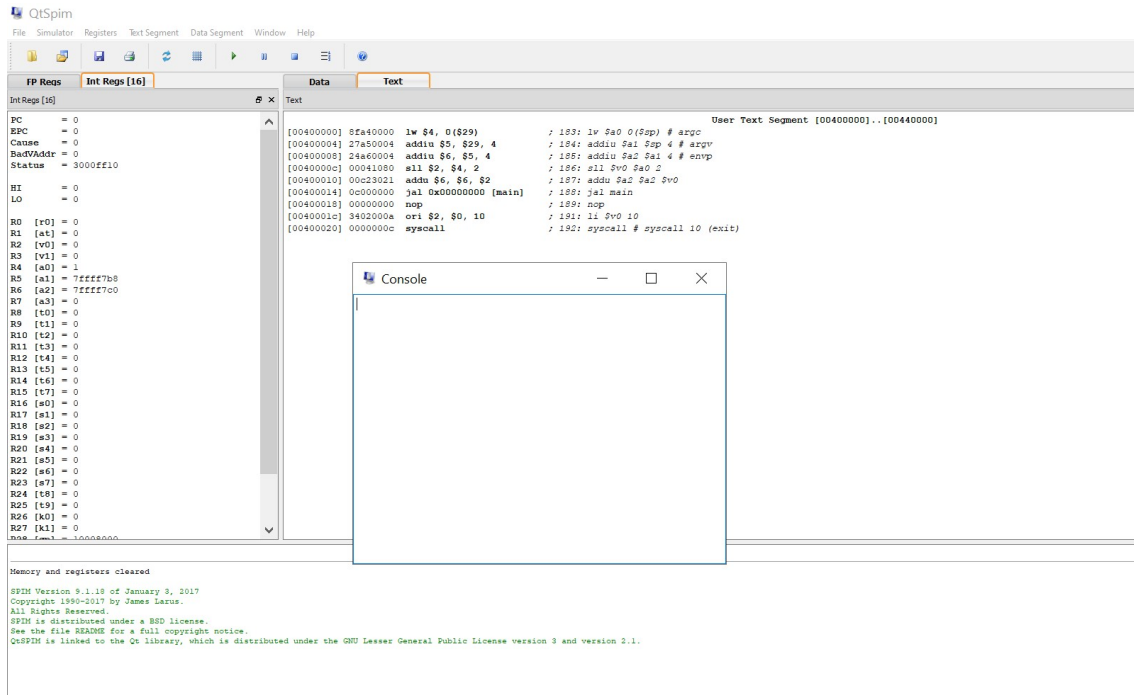 QtSpim
File Simulator Registers Text Segment Data Segment Window Help
FP Regs Int Regs [16] Data Text
Int Regs [16] Text
PC = 0
EPC = 0
Cause = 0
BadVAddr = 0
Status = 3000ff10
HI = 0
LO = 0
R0 [r0] = 0
R1 [at] = 0
R2 [v0] = 0
R3 [v1] = 0
R4 [a0] = 1
R5 [a1] = 7ffff7b8
R6 [a2] = 7ffff7c0
R7 [a3] = 0
R8 [t0] = 0
R9 [t1] = 0
R10 [t2] = 0
R11 [t3] = 0
R12 [t4] = 0
R13 [t5] = 0
R14 [t6] = 0
R15 [t7] = 0
R16 [s0] = 0
R17 [s1] = 0
R18 [s2] = 0
R19 [s3] = 0
R20 [s4] = 0
R21 [s5] = 0
R22 [s6] = 0
R23 [s7] = 0
R24 [t8] = 0
R25 [t9] = 0
R26 [k0] = 0
R27 [k1] = 0
R28 [gp] = 10008000
User Text Segment [00400000]..[00440000]
[00400000] 8fa40000 lw $4, 0($29) ; 183: lw $a0 0($sp) # argc
[00400004] 27a50004 addiu $5, $29, 4 ; 184: addiu $a1 $sp 4 # argv
[00400008] 24a60004 addiu $6, $5, 4 ; 185: addiu $a2 $a1 4 # envp
[0040000c] 00041080 sll $2, $4, 2 ; 186: sll $v0 $a0 2
[00400010] 00c23021 addu $6, $6, $2 ; 187: addu $a2 $a2 $v0
[00400014] 0c000000 jal 0x00000000 [main] ; 188: jal main
[00400018] 00000000 nop ; 189: nop
[0040001c] 3402000a ori $2, $0, 10 ; 191: li $v0 10
[00400020] 0000000c syscall ; 192: syscall # syscall 10 (exit)
Console
Memory and registers cleared
SPIM Version 9.1.18 of January 3, 2017
Copyright 1990-2017 by James Larus.
All Rights Reserved.
SPIM is distributed under a BSD license.
See the file README for a full copyright notice.
QtSPIM is linked to the Qt library, which is distributed under the GNU Lesser General Public License version 3 and version 2.1.